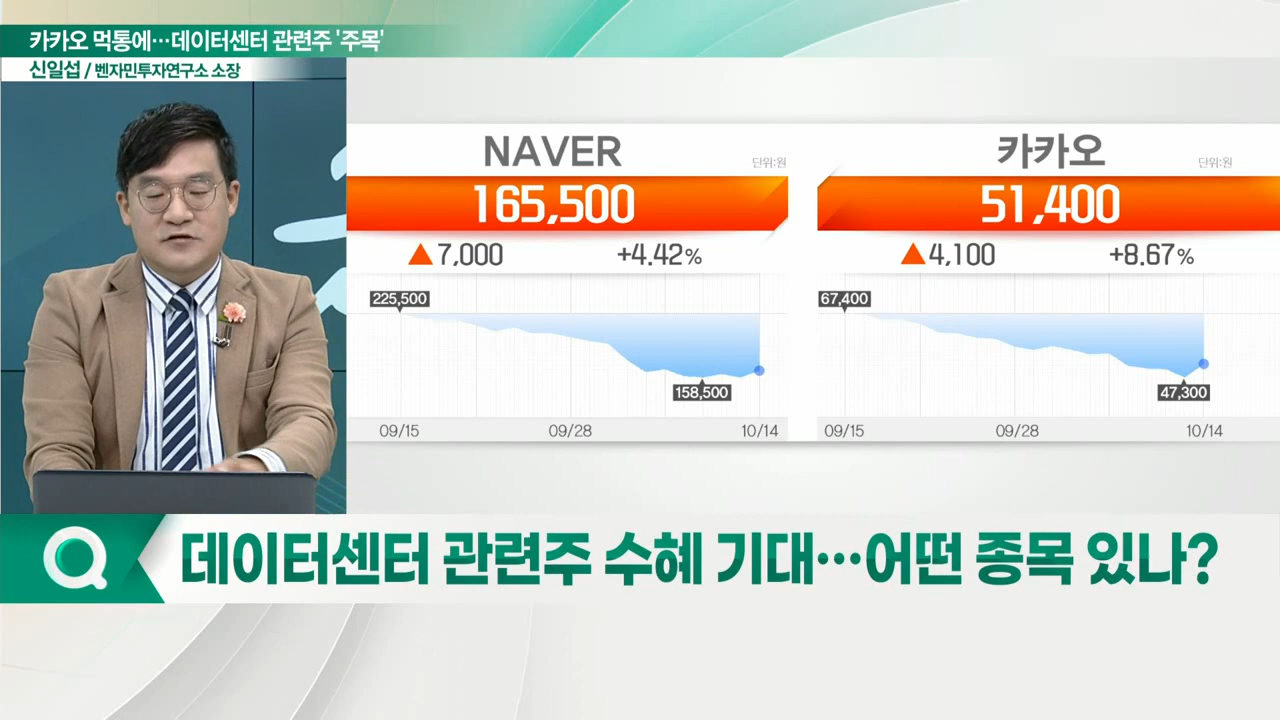 카카오 먹통에…데이터센터 관련주 '주목'
신일섭 / 벤자민투자연구소 소장
NAVER
단위:원
165,500
▲7,000 +4.42%
225,500
158,500
09/15 09/28 10/14
카카오
단위:원
51,400
▲4,100 +8.67%
67,400
47,300
09/15 09/28 10/14
Q
데이터센터 관련주 수혜 기대…어떤 종목 있나?